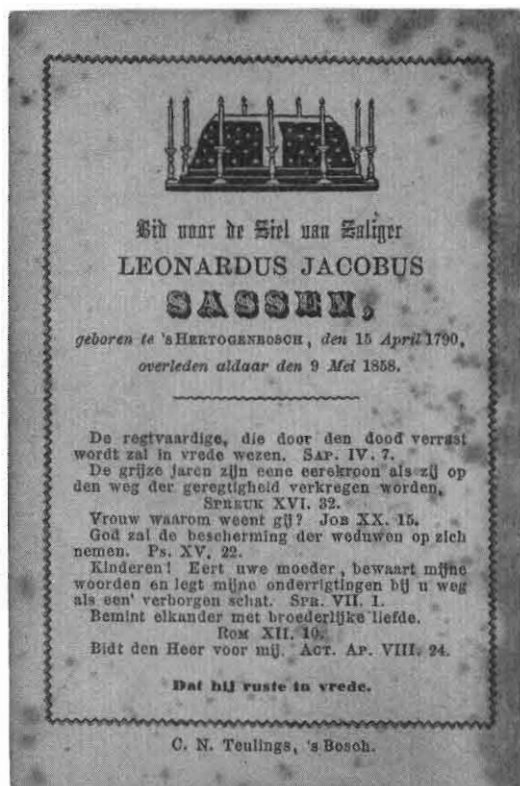 Bid voor de Ziel van Zaliger
LEONARDUS JACOBUS
SASSEN,
geboren te 'sHERTOGENBOSCH, den 15 April 1790,
overleden aldaar den 9 Mei 1858.
De regtvaardige, die door den dood verrast
wordt zal in vrede wezen. SAP. IV. 7.
De grijze jaren zijn eene eerekroon als zij op
den weg der geregtigheid verkregen worden,
SPREUK XVI. 32.
Vrouw waarom weent gij? JOB XX. 15.
God zal de bescherming der weduwen op zich
nemen. Ps. XV. 22.
Kinderen! Eert uwe moeder, bewaart mijne
woorden en legt mijne onderrigtingen bij u weg
als een' verborgen schat. SPR. VII. 1.
Bemint elkander met broederlijke liefde.
ROM XII. 10.
Bidt den Heer voor mij. ACT. AP. VIII. 24.
Dat hij ruste in vrede.
C. N. Teulings, 's Bosch.